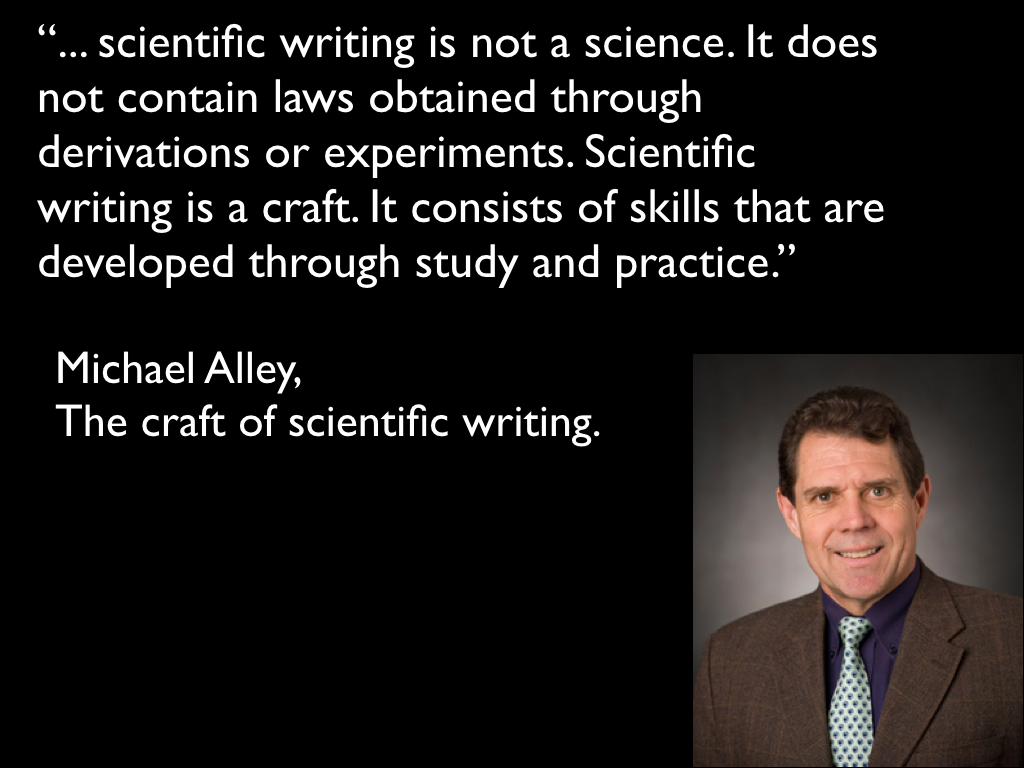 “... scientific writing is not a science. It does
not contain laws obtained through
derivations or experiments. Scientific
writing is a craft. It consists of skills that are
developed through study and practice.”
Michael Alley,
The craft of scientific writing.